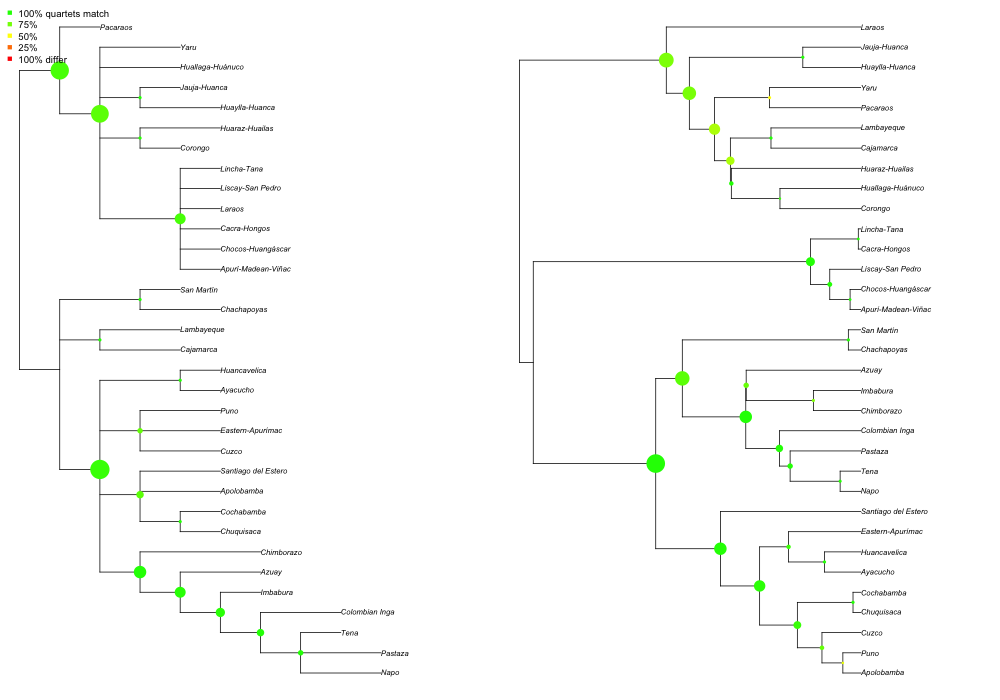 100% quartets match
75%
50%
25%
100% differ
Pacaraos
Yaru
Huallaga-Huánuco
Jauja-Huanca
Huaylla-Huanca
Huaraz-Huailas
Corongo
Lincha-Tana
Liscay-San Pedro
Laraos
Cacra-Hongos
Chocos-Huangáscar
Apuri-Madean-Viñac
San Martin
Chachapoyas
Lambayeque
Cajamarca
Huancavelica
Ayacucho
Puno
Eastern-Apurimac
Cuzco
Santiago del Estero
Apolobamba
Cochabamba
Chuquisaca
Chimborazo
Azuay
Imbabura
Colombian Inga
Tena
Pastaza
Napo
Laraos
Jauja-Huanca
Huaylla-Huanca
Yaru
Pacaraos
Lambayeque
Cajamarca
Huaraz-Huailas
Huallaga-Huánuco
Corongo
Lincha-Tana
Cacra-Hongos
Liscay-San Pedro
Chocos-Huangáscar
Apuri-Madean-Viñac
San Martin
Chachapoyas
Azuay
Imbabura
Chimborazo
Colombian Inga
Pastaza
Tena
Napo
Santiago del Estero
Eastern-Apurimac
Huancavelica
Ayacucho
Cochabamba
Chuquisaca
Cuzco
Puno
Apolobamba